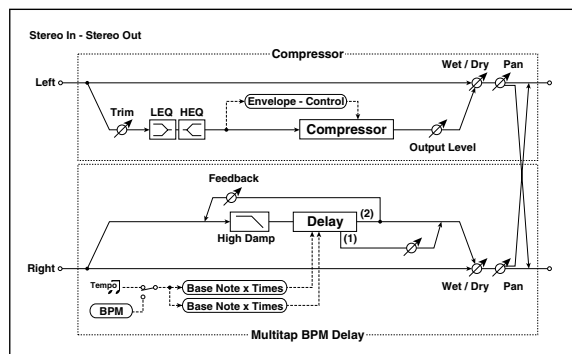 Stereo In - Stereo Out
Compressor
Wet / Dry
Pan
Left
Envelope - Control
Trim
LEQ
HEQ
Compressor
Output Level
Feedback
High Damp
Delay
(2)
(1)
Right
Wet / Dry
Pan
Tempo
BPM
Base Note x Times
Base Note x Times
Multitap BPM Delay